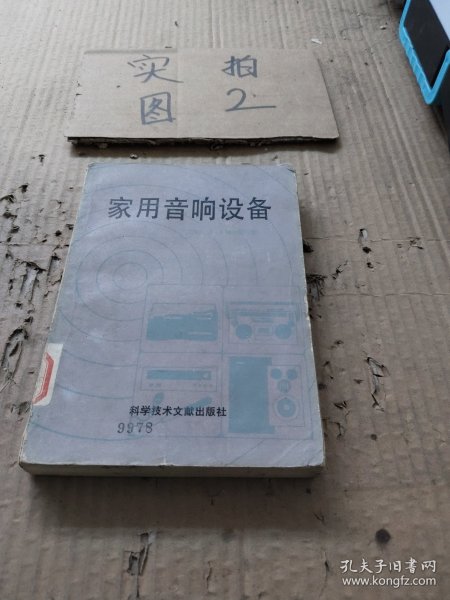 实拍
图2
家用音响设备
科学技术文献出版社
9978
孔夫子旧书网
www.kongfz.com